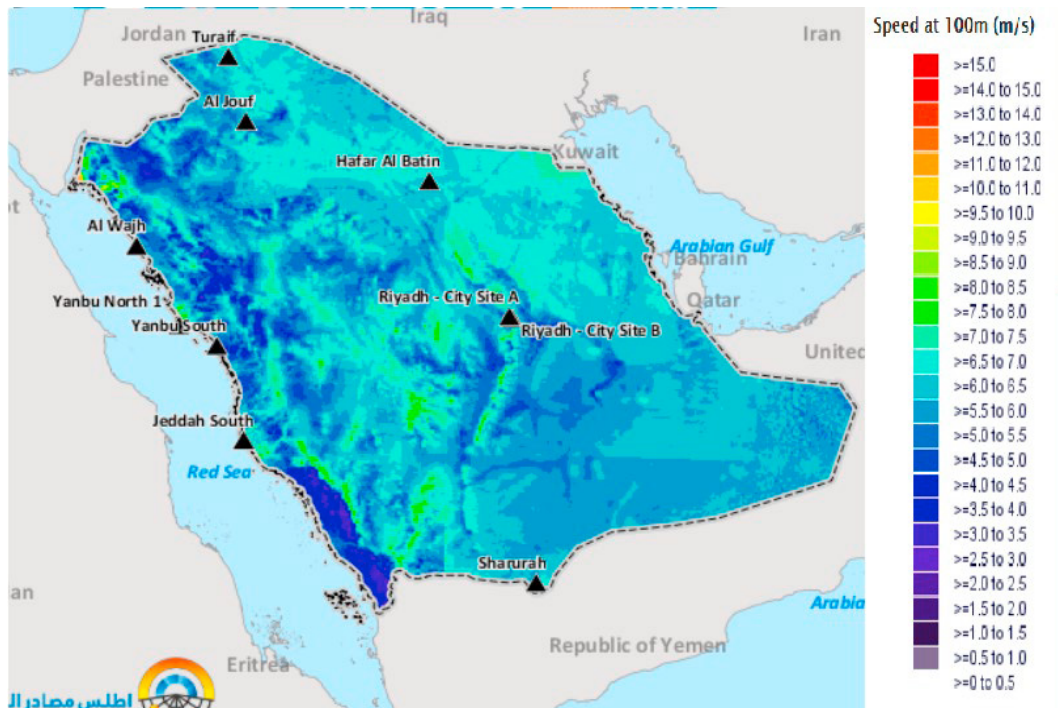 Iraq
Speed at 100m (m/s)
Jordan
Turaif
Iran
Palestine
Al Jouf
Kuwait
Hafar Al Batin
Al Wajh
Arabian Gulf
Bahrain
Qatar
Yanbu North 1
Riyadh - City Site A
Yanbu South
Riyadh - City Site B
United
Jeddah South
Red Sea
Sharurah
an
Arabia
Republic of Yemen
Eritrea
اطلس مصادر ال
>=15.0
>=14.0 to 15.0
>=13.0 to 14.0
>=12.0 to 13.0
>=11.0 to 12.0
>=10.0 to 11.0
>=9.5 to 10.0
>=9.0 to 9.5
>=8.5 to 9.0
>=8.0 to 8.5
>=7.5 to 8.0
>=7.0 to 7.5
>=6.5 to 7.0
>=6.0 to 6.5
>=5.5 to 6.0
>=5.0 to 5.5
>=4.5 to 5.0
>=4.0 to 4.5
>=3.5 to 4.0
>=3.0 to 3.5
>=2.5 to 3.0
>=2.0 to 2.5
>=1.5 to 2.0
>=1.0 to 1.5
>=0.5 to 1.0
>=0 to 0.5